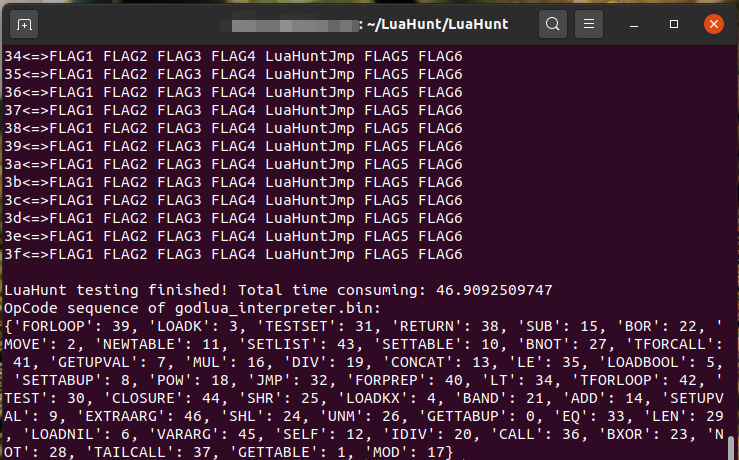 : ~/LuaHunt/LuaHunt
34<=>FLAG1 FLAG2 FLAG3 FLAG4 LuaHuntJmp FLAG5 FLAG6
35<=>FLAG1 FLAG2 FLAG3 FLAG4 LuaHuntJmp FLAG5 FLAG6
36<=>FLAG1 FLAG2 FLAG3 FLAG4 LuaHuntJmp FLAG5 FLAG6
37<=>FLAG1 FLAG2 FLAG3 FLAG4 LuaHuntJmp FLAG5 FLAG6
38<=>FLAG1 FLAG2 FLAG3 FLAG4 LuaHuntJmp FLAG5 FLAG6
39<=>FLAG1 FLAG2 FLAG3 FLAG4 LuaHuntJmp FLAG5 FLAG6
3a<=>FLAG1 FLAG2 FLAG3 FLAG4 LuaHuntJmp FLAG5 FLAG6
3b<=>FLAG1 FLAG2 FLAG3 FLAG4 LuaHuntJmp FLAG5 FLAG6
3c<=>FLAG1 FLAG2 FLAG3 FLAG4 LuaHuntJmp FLAG5 FLAG6
3d<=>FLAG1 FLAG2 FLAG3 FLAG4 LuaHuntJmp FLAG5 FLAG6
3e<=>FLAG1 FLAG2 FLAG3 FLAG4 LuaHuntJmp FLAG5 FLAG6
3f<=>FLAG1 FLAG2 FLAG3 FLAG4 LuaHuntJmp FLAG5 FLAG6
LuaHunt testing finished! Total time consuming: 46.9092509747
OpCode sequence of godlua_interpreter.bin:
{'FORLOOP': 39, 'LOADK': 3, 'TESTSET': 31, 'RETURN': 38, 'SUB': 15, 'BOR': 22, '
MOVE': 2, 'NEWTABLE': 11, 'SETLIST': 43, 'SETTABLE': 10, 'BNOT': 27, 'TFORCALL':
 41, 'GETUPVAL': 7, 'MUL': 16, 'DIV': 19, 'CONCAT': 13, 'LE': 35, 'LOADBOOL': 5,
 'SETTABUP': 8, 'POW': 18, 'JMP': 32, 'FORPREP': 40, 'LT': 34, 'TFORLOOP': 42, '
TEST': 30, 'CLOSURE': 44, 'SHR': 25, 'LOADKX': 4, 'BAND': 21, 'ADD': 14, 'SETUPV
AL': 9, 'EXTRAARG': 46, 'SHL': 24, 'UNM': 26, 'GETTABUP': 0, 'EQ': 33, 'LEN': 29
, 'LOADNIL': 6, 'VARARG': 45, 'SELF': 12, 'IDIV': 20, 'CALL': 36, 'BXOR': 23, 'N
OT': 28, 'TAILCALL': 37, 'GETTABLE': 1, 'MOD': 17}